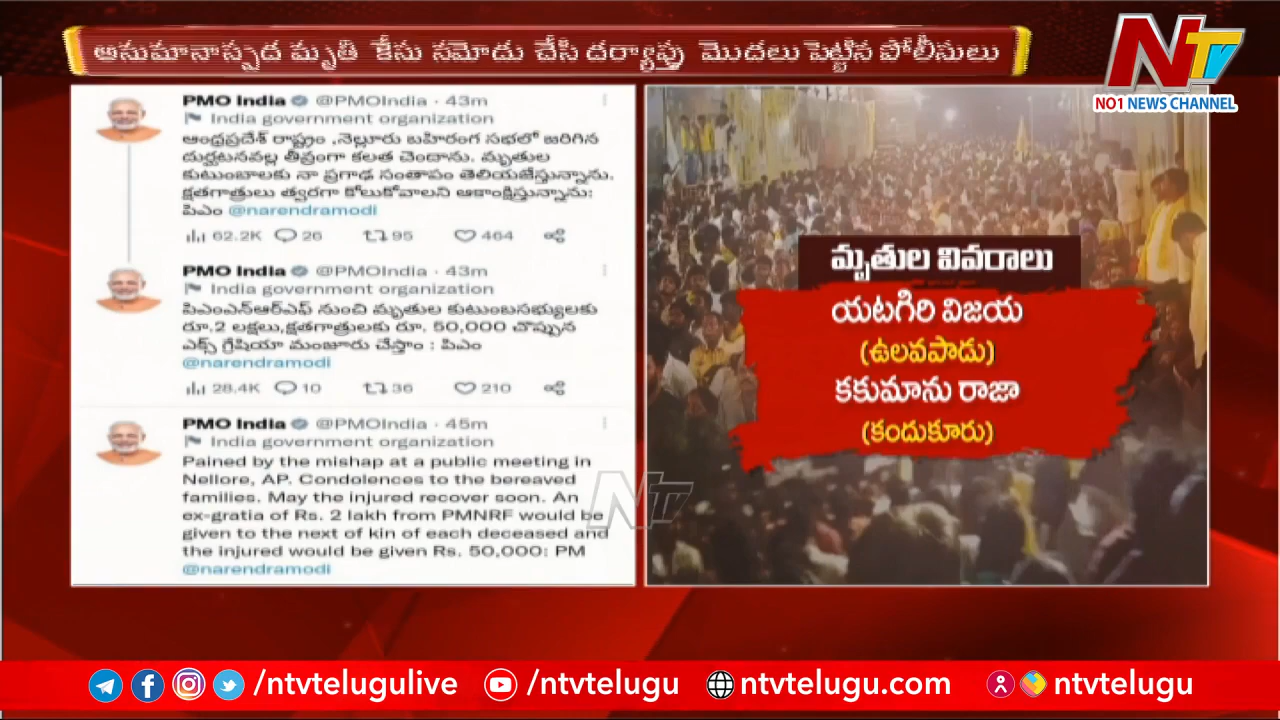 అనుమానాస్పద మృతి కేసు నమోదు చేసి దర్యాప్తు మొదలు పెట్టిన పోలీసులు
NTV
NO1 NEWS CHANNEL
PMO India @PMOIndia · 43m
India government organization
ఆంధ్రప్రదేశ్ రాష్ట్రం ,నెల్లూరు బహిరంగ సభలో జరిగిన
దుర్ఘటనవల్ల తీవ్రంగా కలత చెందాను. మృతుల
కుటుంబాలకు నా ప్రగాఢ సంతాపం తెలియజేస్తున్నాను.
క్షతగాత్రులు త్వరగా కోలుకోవాలని ఆకాంక్షిస్తున్నాను:
పిఎం @narendramodi
62.2K 26 95 464
PMO India @PMOIndia · 43m
India government organization
పిఎంఎన్ఆర్ఎఫ్ నుంచి మృతుల కుటుంబసభ్యులకు
రూ.2 లక్షలు,క్షతగాత్రులకు రూ. 50,000 చొప్పున
ఎక్స్ గ్రేషియా మంజూరు చేస్తాం : పిఎం
@narendramodi
28.4K 10 36 210
PMO India @PMOIndia · 45m
India government organization
Pained by the mishap at a public meeting in
Nellore, AP. Condolences to the bereaved
families. May the injured recover soon. An
ex-gratia of Rs. 2 lakh from PMNRF would be
given to the next of kin of each deceased and
the injured would be given Rs. 50,000: PM
@narendramodi
మృతుల వివరాలు
యటగిరి విజయ
(ఉలవపాడు)
కకుమాను రాజా
(కందుకూరు)
NTV
/ntvtelugulive /ntvtelugu ntvtelugu.com ntvtelugu